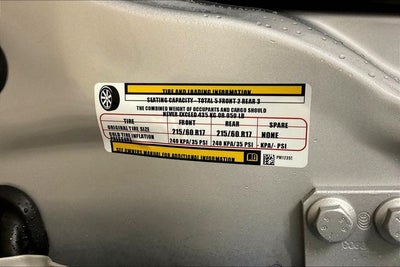 TIRE AND LOADING INFORMATION
SEATING CAPACITY - TOTAL 5 FRONT 2 REAR 3
THE COMBINED WEIGHT OF OCCUPANTS AND CARGO SHOULD
NEVER EXCEED 435 KG OR 959 LB
TIRE FRONT REAR SPARE
ORIGINAL TIRE SIZE 215/60 R17 215/60 R17 NONE
COLD TIRE INFLATION PRESSURE 240 KPA/35 PSI 240 KPA/35 PSI KPA/- PSI
SEE OWNERS MANUAL FOR ADDITIONAL INFORMATION